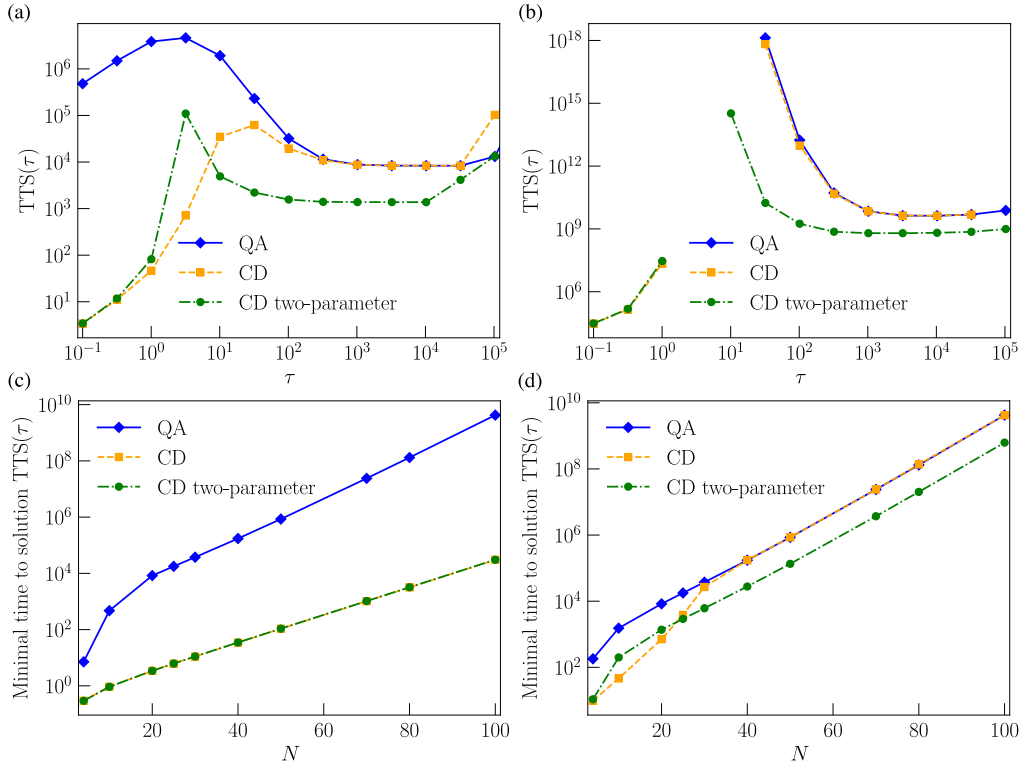 (a)
TTS(τ)
10^6
10^5
10^4
10^3
10^2
10^1
QA
CD
CD two-parameter
10^−1
10^0
10^1
10^2
10^3
10^4
10^5
τ
(b)
TTS(τ)
10^18
10^15
10^12
10^9
10^6
QA
CD
CD two-parameter
10^−1
10^0
10^1
10^2
10^3
10^4
10^5
τ
(c)
Minimal time to solution TTS(τ)
10^10
10^8
10^6
10^4
10^2
10^0
QA
CD
CD two-parameter
20
40
60
80
100
N
(d)
Minimal time to solution TTS(τ)
10^10
10^8
10^6
10^4
10^2
QA
CD
CD two-parameter
20
40
60
80
100
N